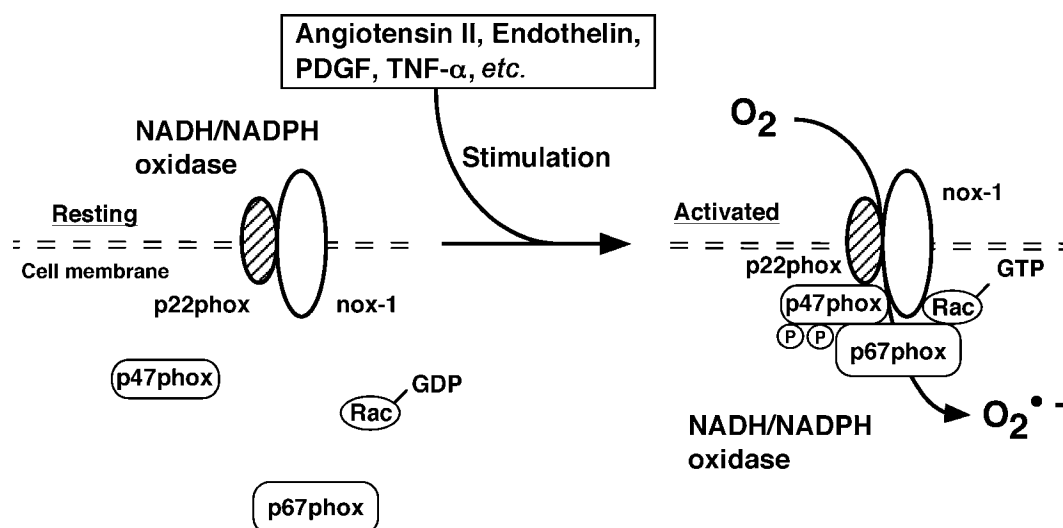 Angiotensin II, Endothelin,
PDGF, TNF-α, etc.
NADH/NADPH
oxidase
Stimulation
Resting
Cell membrane
p22phox
nox-1
p47phox
GDP
Rac
p67phox
O2
nox-1
Activated
p22phox
GTP
p47phox
Rac
P P
p67phox
O2•−
NADH/NADPH
oxidase